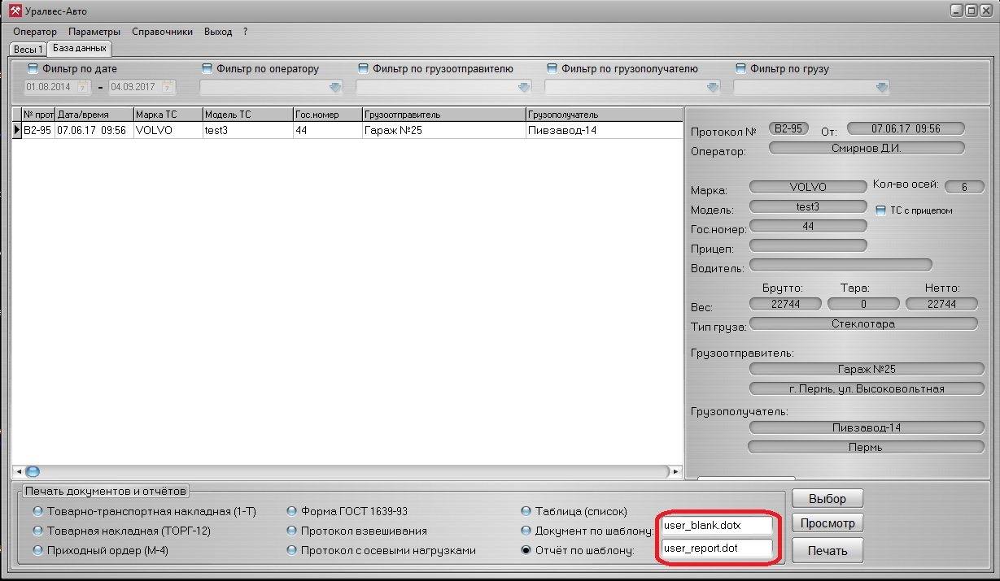 Уралвес-Авто
Оператор Параметры Справочники Выход ?
Весы 1 База данных
Фильтр по дате Фильтр по оператору Фильтр по грузоотправителю Фильтр по грузополучателю Фильтр по грузу
01.08.2014 - 04.09.2017
№ прот Дата/время Марка ТС Модель ТС Гос.номер Грузоотправитель Грузополучатель
В2-95 07.06.17 09:56 VOLVO test3 44 Гараж №25 Пивзавод-14
Протокол № В2-95 От: 07.06.17 09:56
Оператор: Смирнов Д.И.
Марка: VOLVO Кол-во осей: 6
Модель: test3 ТС с прицепом
Гос.номер: 44
Прицеп:
Водитель:
Брутто: Тара: Нетто:
Вес: 22744 0 22744
Тип груза: Стеклотара
Грузоотправитель:
Гараж №25
г. Пермь, ул. Высоковольтная
Грузополучатель:
Пивзавод-14
Пермь
Печать документов и отчётов
Товарно-транспортная накладная (1-Т) Форма ГОСТ 1639-93 Таблица (список)
Товарная накладная (ТОРГ-12) Протокол взвешивания Документ по шаблону: user_blank.dotx
Приходный ордер (М-4) Протокол с осевыми нагрузками Отчёт по шаблону: user_report.dot
Выбор
Просмотр
Печать